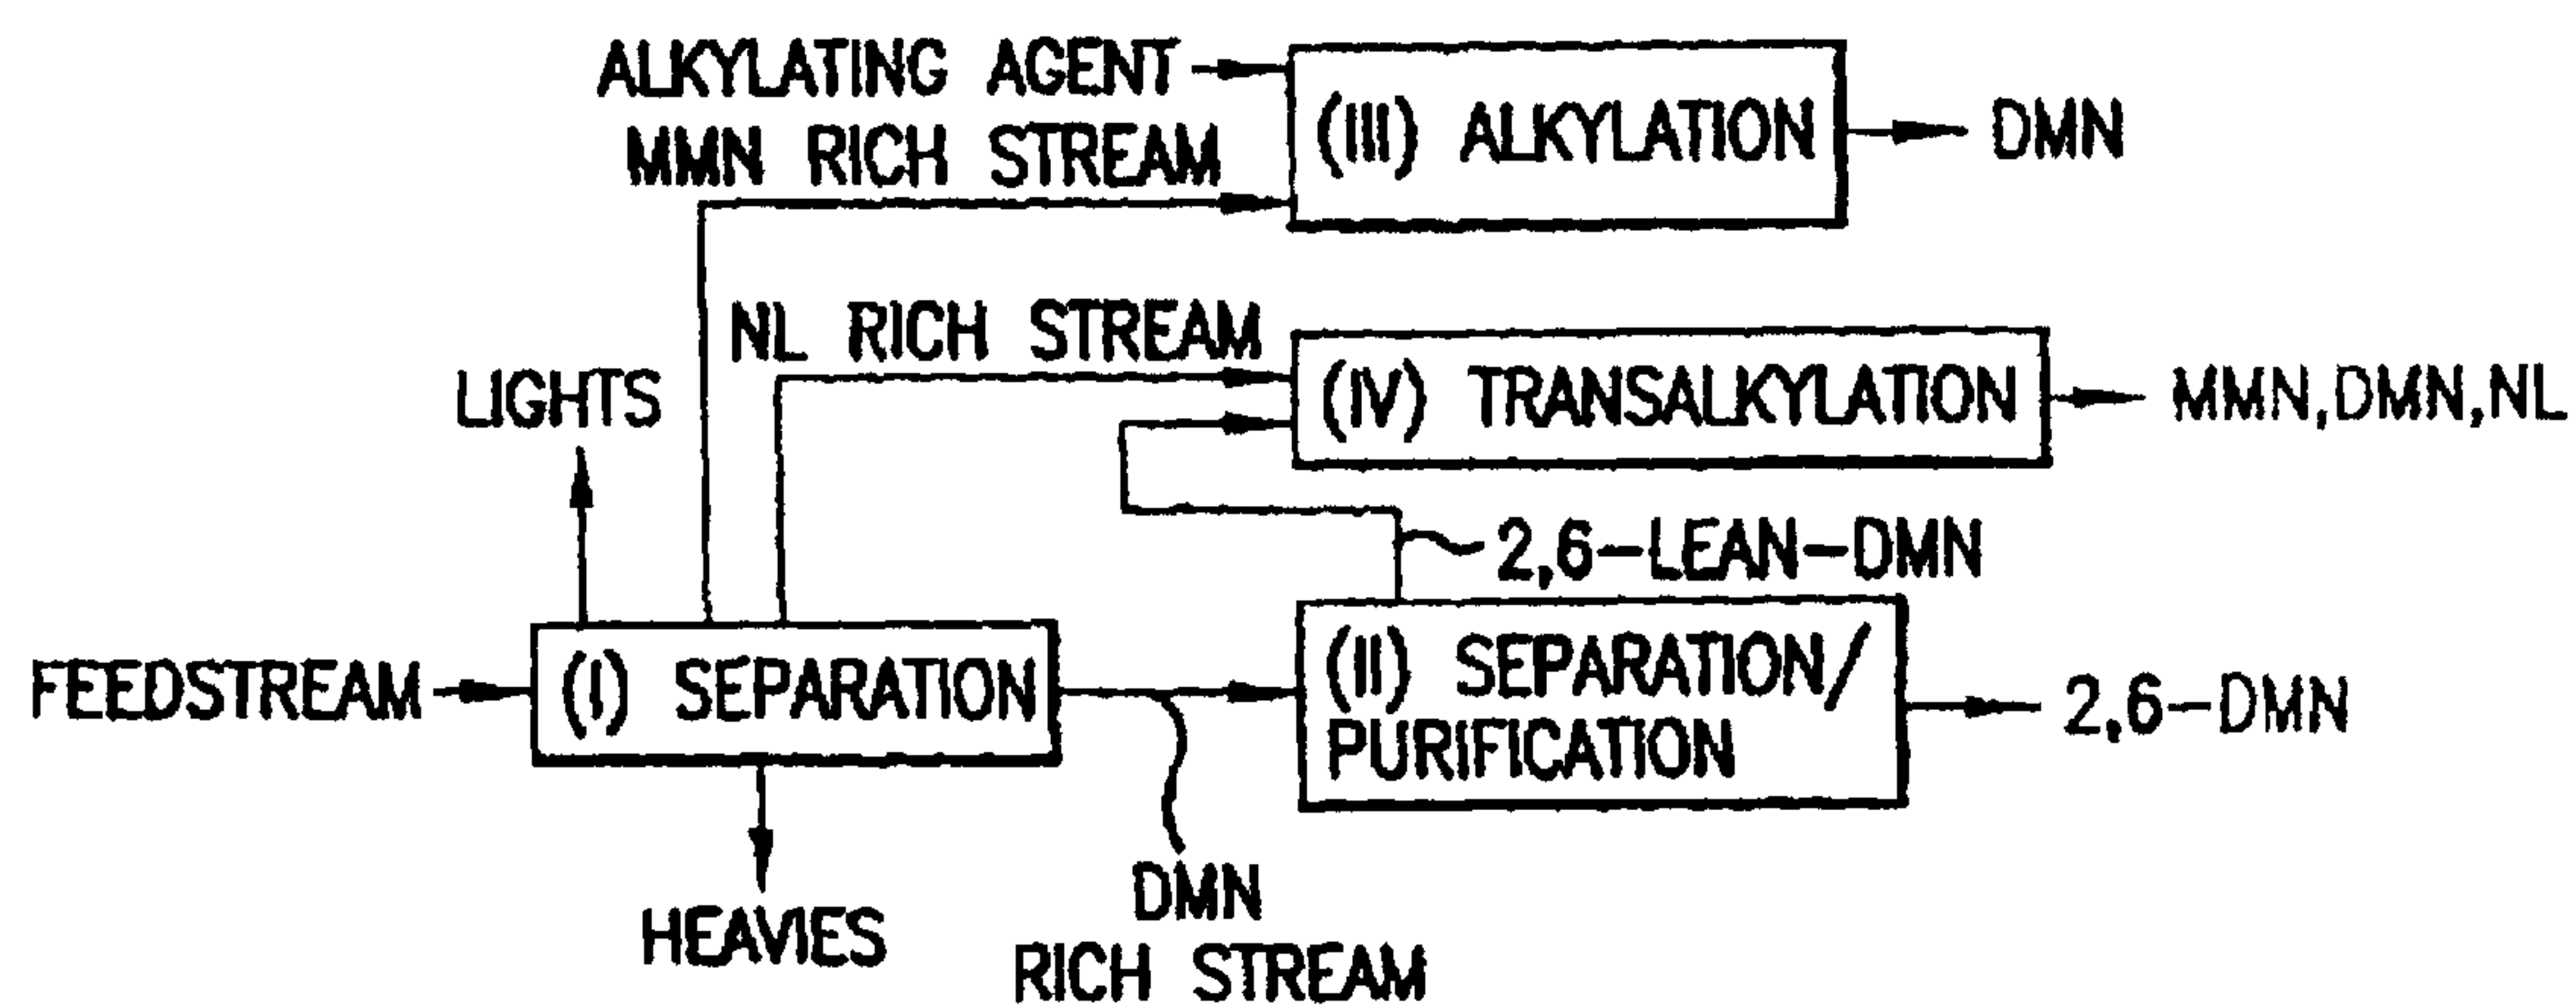 ALKYLATING AGENT
MMN RICH STREAM
(III) ALKYLATION
DMN
NL RICH STREAM
(IV) TRANSALKYLATION
MMN,DMN,NL
LIGHTS
2,6-LEAN-DMN
FEEDSTREAM
(I) SEPARATION
(II) SEPARATION/
PURIFICATION
2,6-DMN
HEAVIES
DMN
RICH STREAM